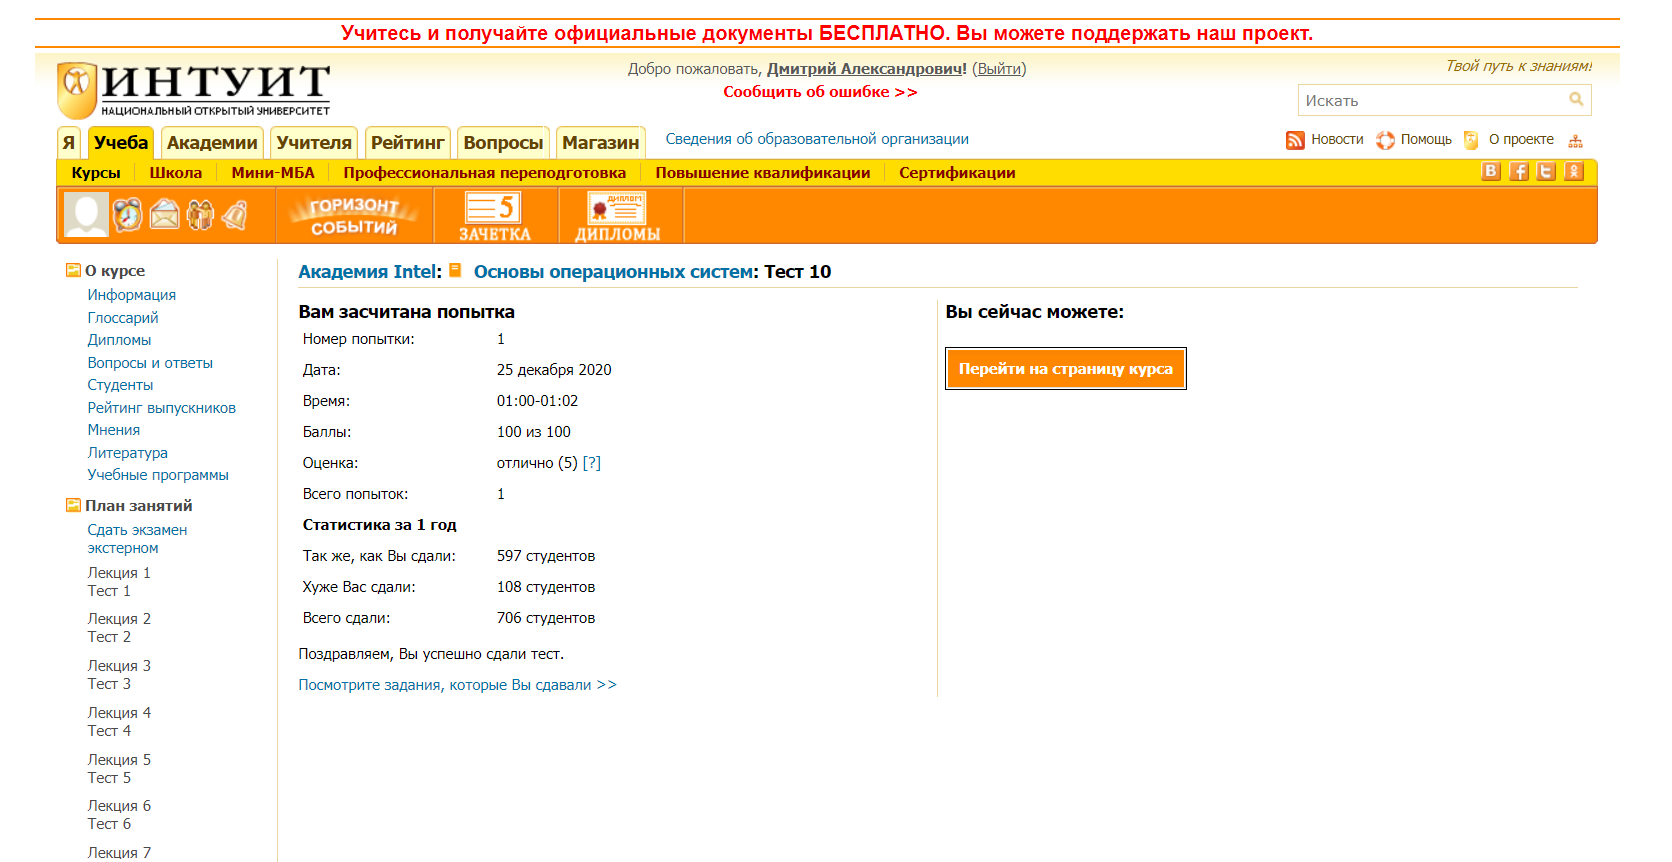 Учитесь и получайте официальные документы БЕСПЛАТНО. Вы можете поддержать наш проект.
ИНТУИТ
НАЦИОНАЛЬНЫЙ ОТКРЫТЫЙ УНИВЕРСИТЕТ
Добро пожаловать, Дмитрий Александрович! (Выйти)
Сообщить об ошибке >>
Твой путь к знаниям!
Искать
Я Учеба Академии Учителя Рейтинг Вопросы Магазин Сведения об образовательной организации Новости Помощь О проекте
Курсы Школа Мини-МБА Профессиональная переподготовка Повышение квалификации Сертификации
ГОРИЗОНТ СОБЫТИЙ
5
ЗАЧЕТКА
ДИПЛОМ
ДИПЛОМЫ
О курсе
Информация
Глоссарий
Дипломы
Вопросы и ответы
Студенты
Рейтинг выпускников
Мнения
Литература
Учебные программы
План занятий
Сдать экзамен
экстерном
Лекция 1
Тест 1
Лекция 2
Тест 2
Лекция 3
Тест 3
Лекция 4
Тест 4
Лекция 5
Тест 5
Лекция 6
Тест 6
Лекция 7
Академия Intel: Основы операционных систем: Тест 10
Вам засчитана попытка
Номер попытки: 1
Дата: 25 декабря 2020
Время: 01:00-01:02
Баллы: 100 из 100
Оценка: отлично (5) [?]
Всего попыток: 1
Статистика за 1 год
Так же, как Вы сдали: 597 студентов
Хуже Вас сдали: 108 студентов
Всего сдали: 706 студентов
Поздравляем, Вы успешно сдали тест.
Посмотрите задания, которые Вы сдавали >>
Вы сейчас можете:
Перейти на страницу курса